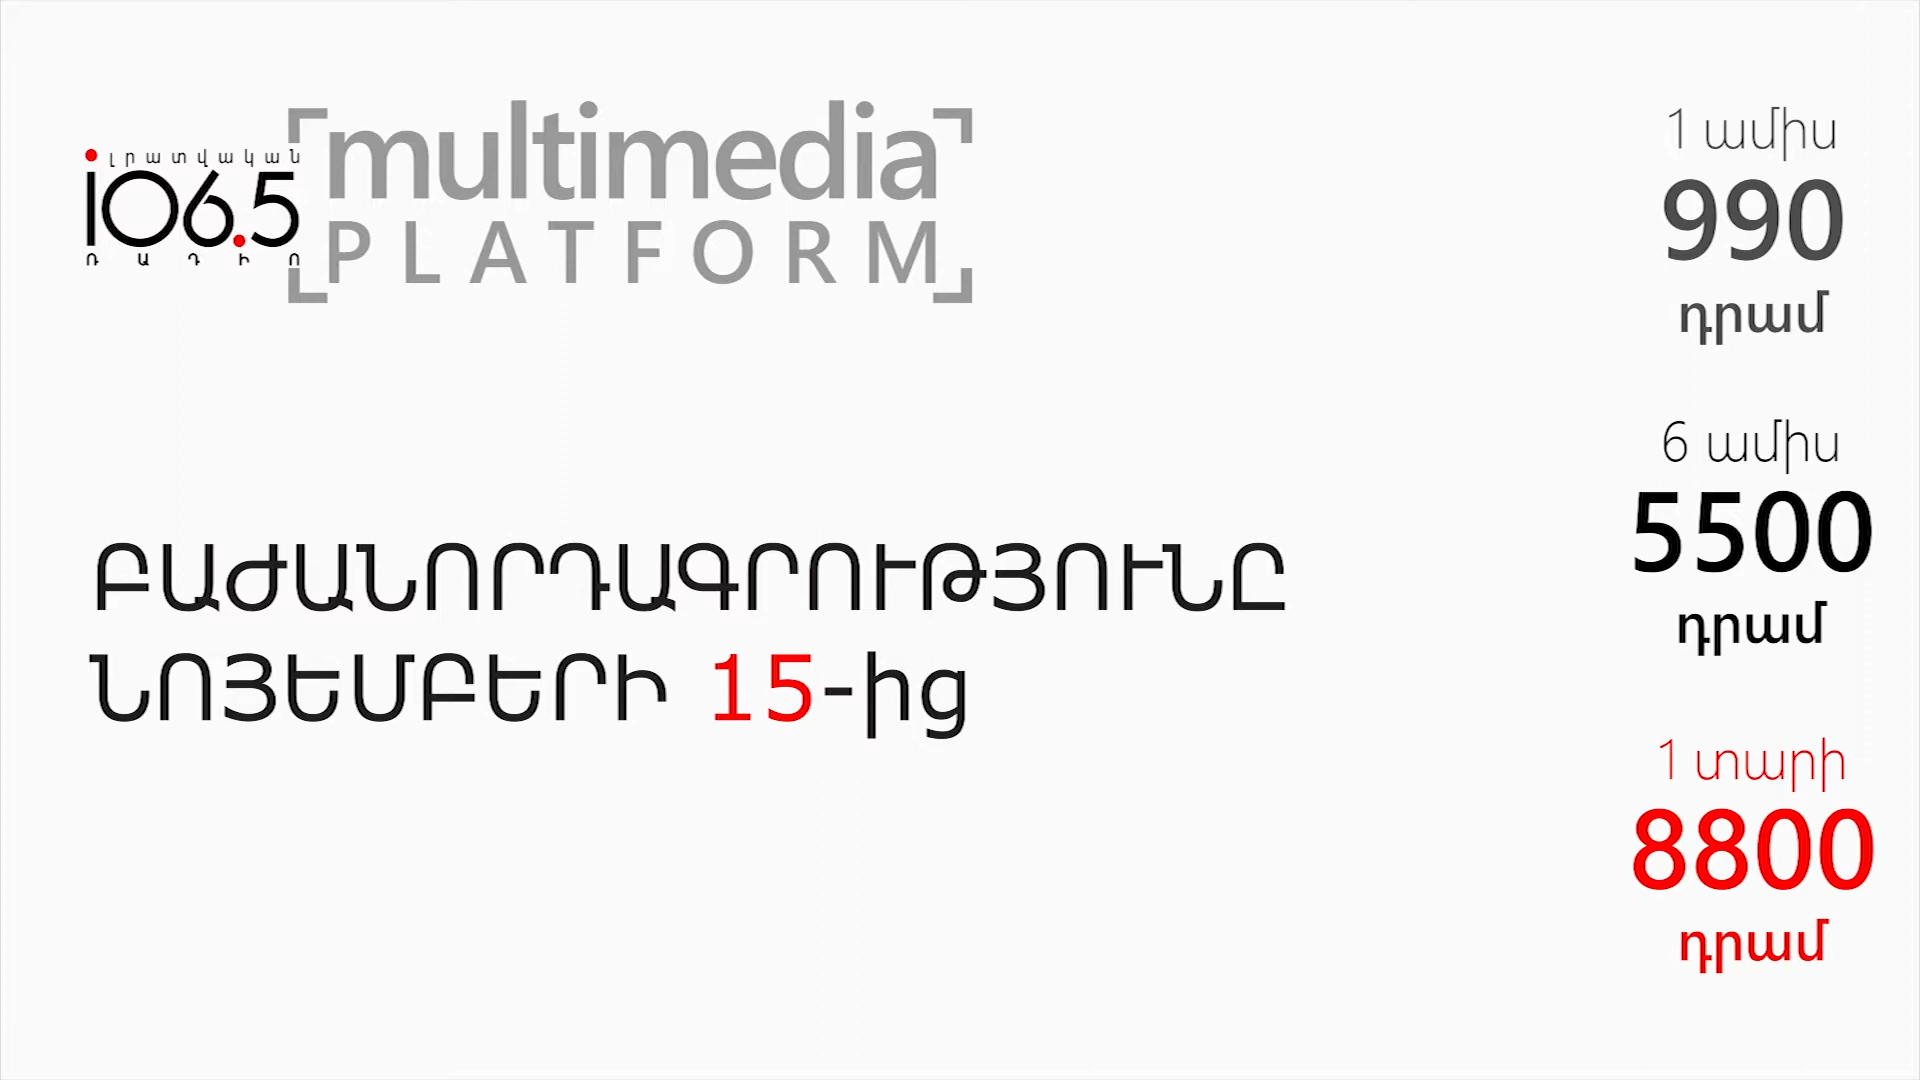 լրատվական
106.5
ՌԱԴԻՈ
multimedia
PLATFORM
ԲԱԺԱՆՈՐԴԱԳՐՈՒԹՅՈՒՆԸ
ՆՈՅԵՄԲԵՐԻ 15-ից
1 ամիս
990
դրամ
6 ամիս
5500
դրամ
1 տարի
8800
դրամ